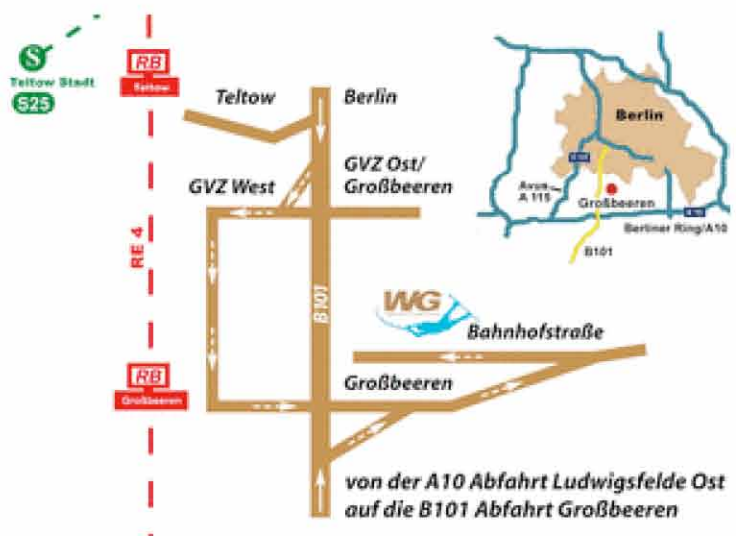 S
Teltow Stadt
S25
RB
Teltow
RE 4
RB
Großbeeren
Teltow
Berlin
GVZ West
GVZ Ost/
Großbeeren
B101
WG
Bahnhofstraße
Großbeeren
von der A10 Abfahrt Ludwigsfelde Ost
auf die B101 Abfahrt Großbeeren
Berlin
Avus
A 115
Großbeeren
Berliner Ring/A10
B101